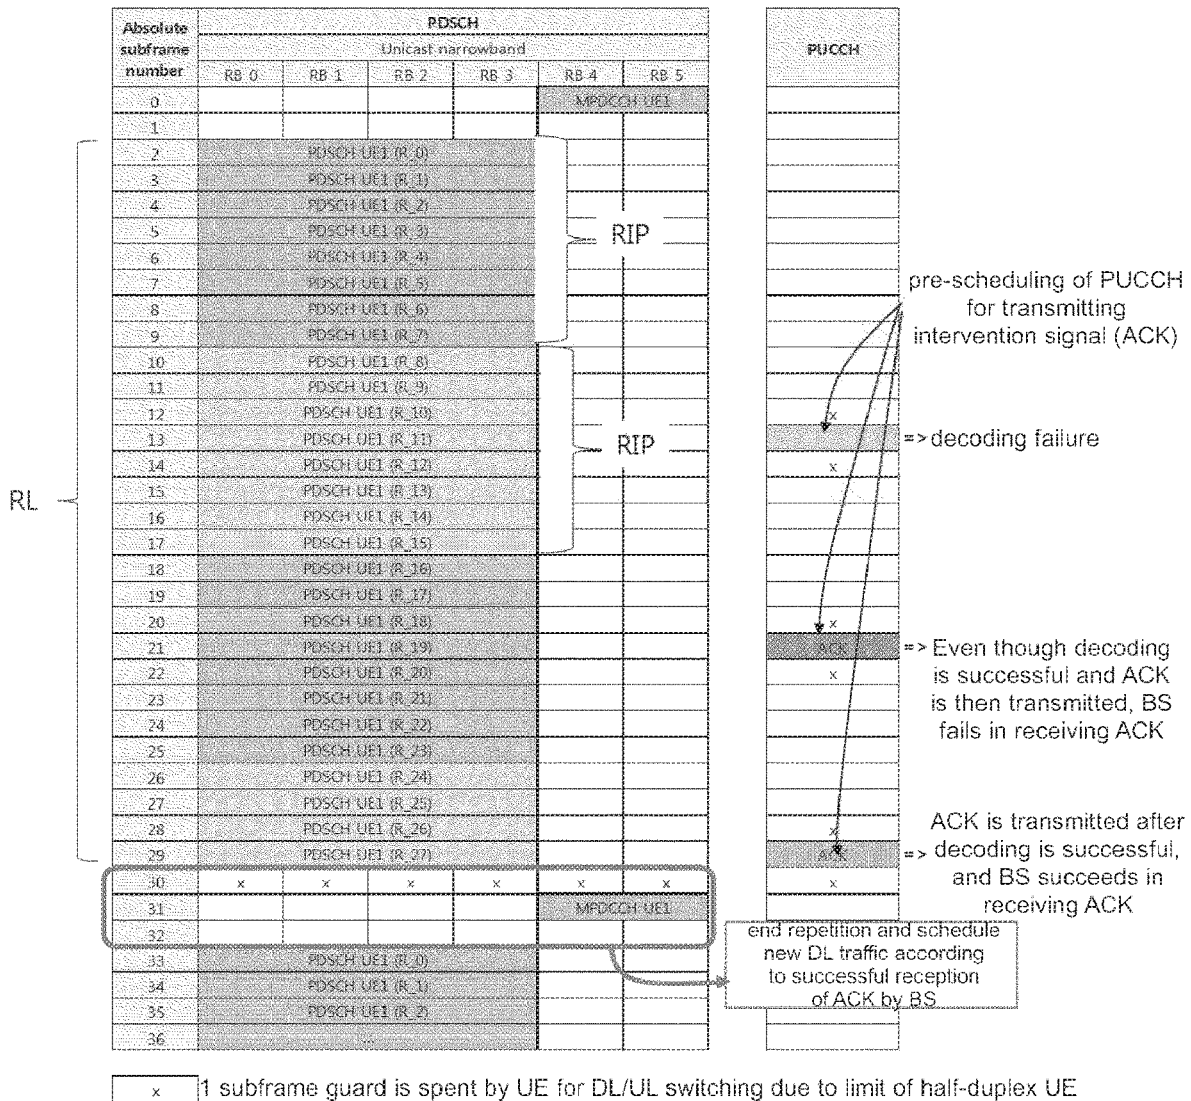 Absolute subframe number PDSCH PUCCH
Unicast narrowband
RB 0 RB 1 RB 2 RB 3 RB 4 RB 5
0 MPDCCH UE1
1
2 PDSCH UE1 (R_0)
3 PDSCH UE1 (R_1)
4 PDSCH UE1 (R_2)
5 PDSCH UE1 (R_3)
RIP
6 PDSCH UE1 (R_4)
7 PDSCH UE1 (R_5)
8 PDSCH UE1 (R_6)
9 PDSCH UE1 (R_7)
pre-scheduling of PUCCH
for transmitting
intervention signal (ACK)
10 PDSCH UE1 (R_8)
11 PDSCH UE1 (R_9)
12 PDSCH UE1 (R_10) x
13 PDSCH UE1 (R_11) => decoding failure
RIP
14 PDSCH UE1 (R_12) x
15 PDSCH UE1 (R_13)
RL
16 PDSCH UE1 (R_14)
17 PDSCH UE1 (R_15)
18 PDSCH UE1 (R_16)
19 PDSCH UE1 (R_17)
20 PDSCH UE1 (R_18) x
21 PDSCH UE1 (R_19) ACK
22 PDSCH UE1 (R_20) x
23 PDSCH UE1 (R_21)
24 PDSCH UE1 (R_22)
25 PDSCH UE1 (R_23)
=> Even though decoding
is successful and ACK
is then transmitted, BS
fails in receiving ACK
26 PDSCH UE1 (R_24)
27 PDSCH UE1 (R_25)
28 PDSCH UE1 (R_26) x
29 PDSCH UE1 (R_27) ACK
ACK is transmitted after
=> decoding is successful,
and BS succeeds in
receiving ACK
30 x x x x x x x
31 MPDCCH UE1
32
33 PDSCH UE1 (R_0)
34 PDSCH UE1 (R_1)
35 PDSCH UE1 (R_2)
36 ...
end repetition and schedule
new DL traffic according
to successful reception
of ACK by BS
x 1 subframe guard is spent by UE for DL/UL switching due to limit of half-duplex UE